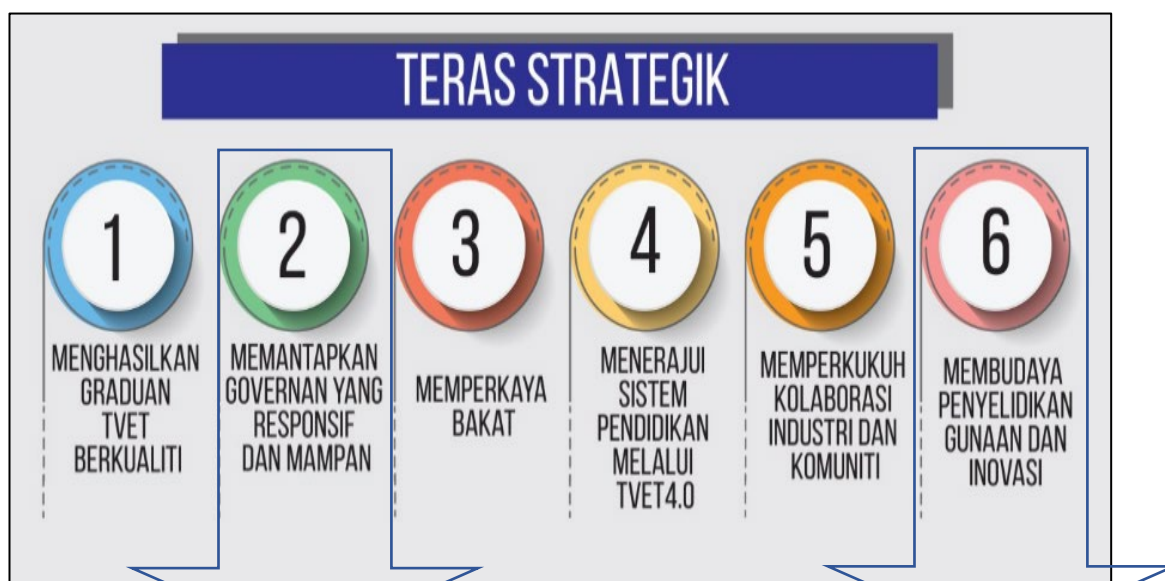 TERAS STRATEGIK
1
MENGHASILKAN
GRADUAN
TVET
BERKUALITI
2
MEMANTAPKAN
GOVERNAN YANG
RESPONSIF
DAN MAMPAN
3
MEMPERKAYA
BAKAT
4
MENERAJUI
SISTEM
PENDIDIKAN
MELALUI
TVET4.0
5
MEMPERKUKUH
KOLABORASI
INDUSTRI DAN
KOMUNITI
6
MEMBUDAYA
PENYELIDIKAN
GUNAAN DAN
INOVASI